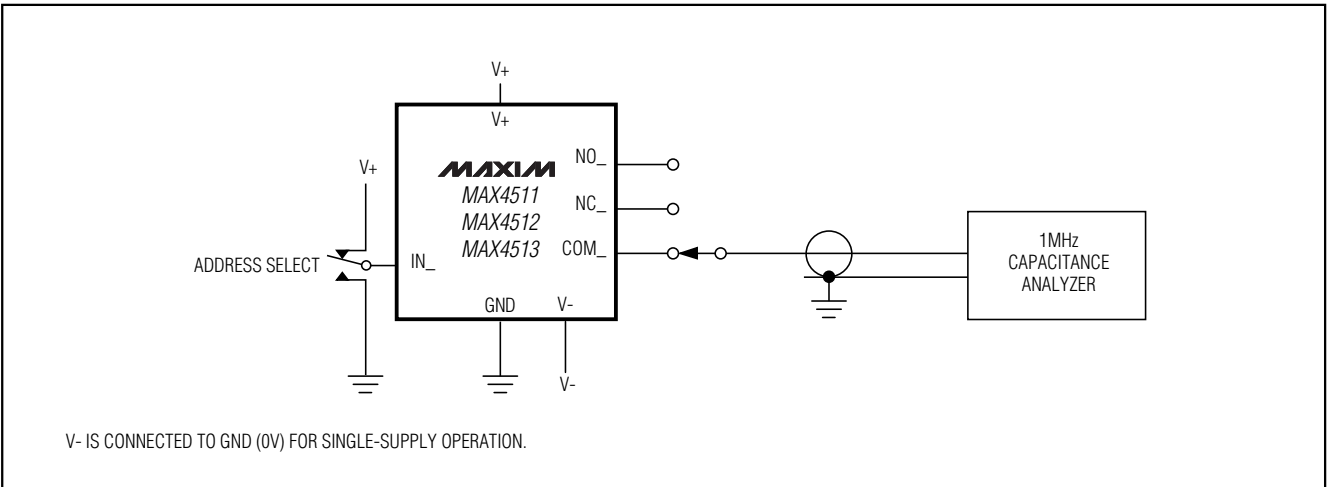 V+
V+
V+
NO_
MAXIM
MAX4511
NC_
MAX4512
MAX4513
COM_
ADDRESS SELECT
IN_
1MHz
CAPACITANCE
ANALYZER
GND
V-
V-
V- IS CONNECTED TO GND (0V) FOR SINGLE-SUPPLY OPERATION.